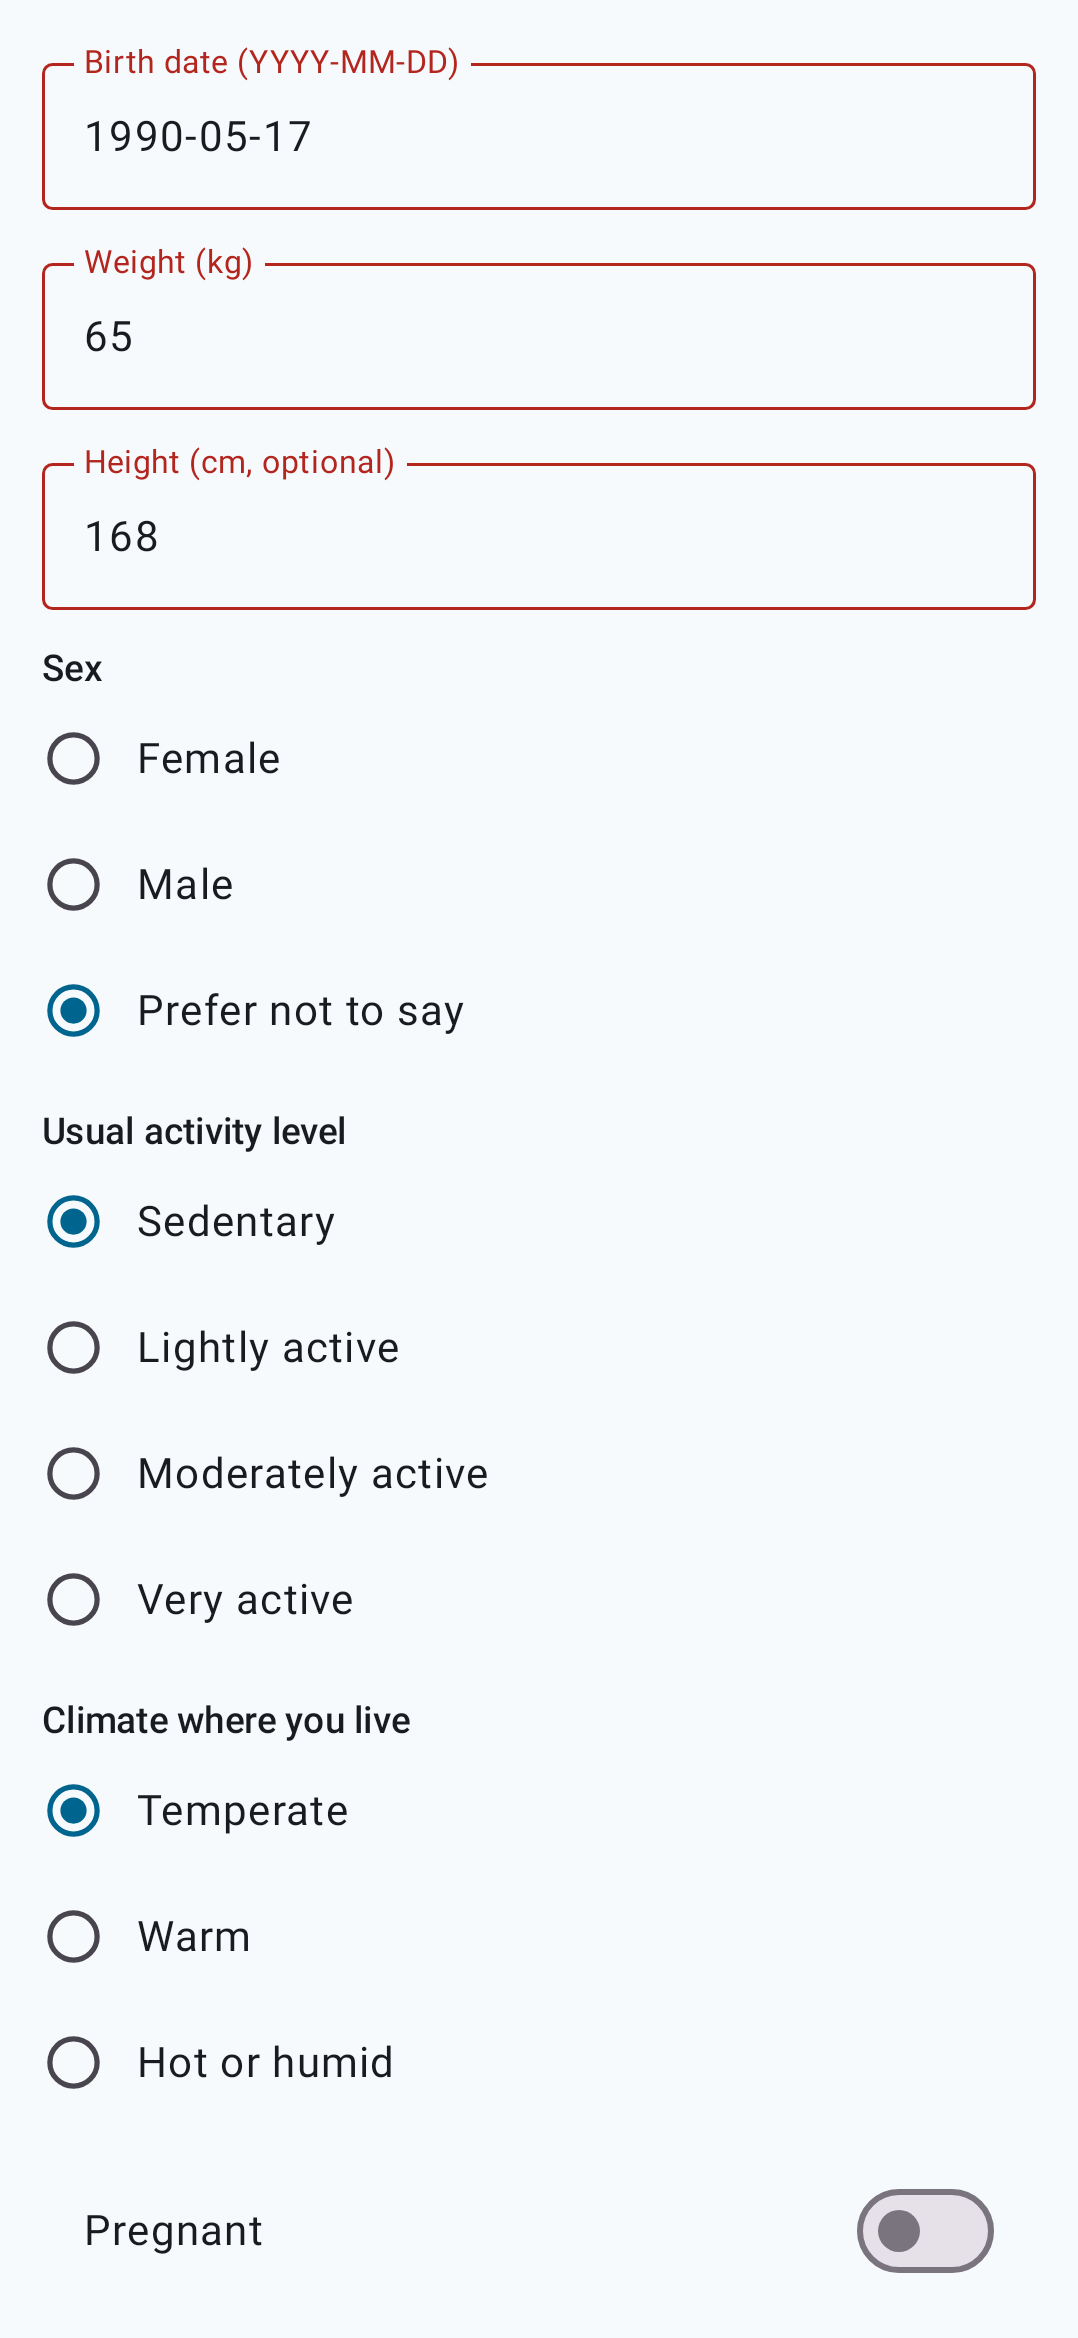 Birth date (YYYY-MM-DD)
1990-05-17
Weight (kg)
65
Height (cm, optional)
168
Sex
Female
Male
Prefer not to say
Usual activity level
Sedentary
Lightly active
Moderately active
Very active
Climate where you live
Temperate
Warm
Hot or humid
Pregnant